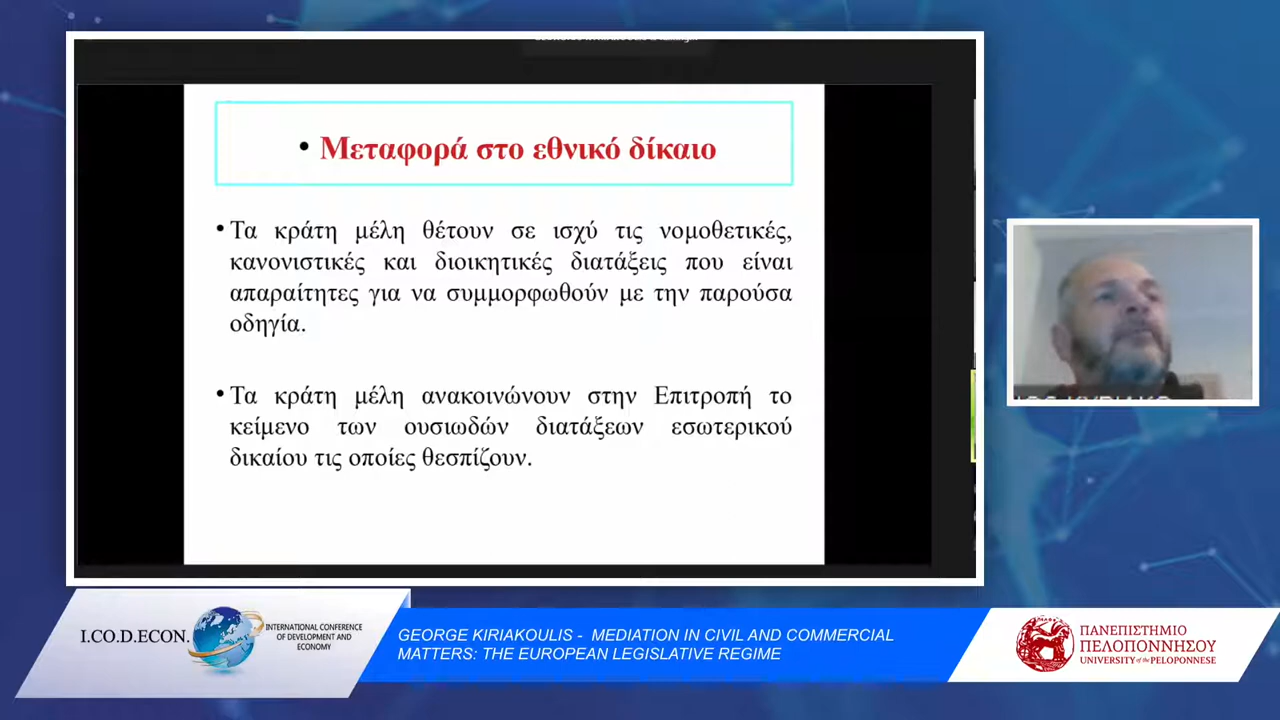 • Μεταφορά στο εθνικό δίκαιο
• Τα κράτη μέλη θέτουν σε ισχύ τις νομοθετικές,
κανονιστικές και διοικητικές διατάξεις που είναι
απαραίτητες για να συμμορφωθούν με την παρούσα
οδηγία.
• Τα κράτη μέλη ανακοινώνουν στην Επιτροπή το
κείμενο των ουσιωδών διατάξεων εσωτερικού
δικαίου τις οποίες θεσπίζουν.
I.CO.D.ECON.
INTERNATIONAL CONFERENCE
OF DEVELOPMENT AND
ECONOMY
GEORGE KIRIAKOULIS - MEDIATION IN CIVIL AND COMMERCIAL
MATTERS: THE EUROPEAN LEGISLATIVE REGIME
ΠΑΝΕΠΙΣΤΗΜΙΟ
ΠΕΛΟΠΟΝΝΗΣΟΥ
UNIVERSITY of the PELOPONNESE